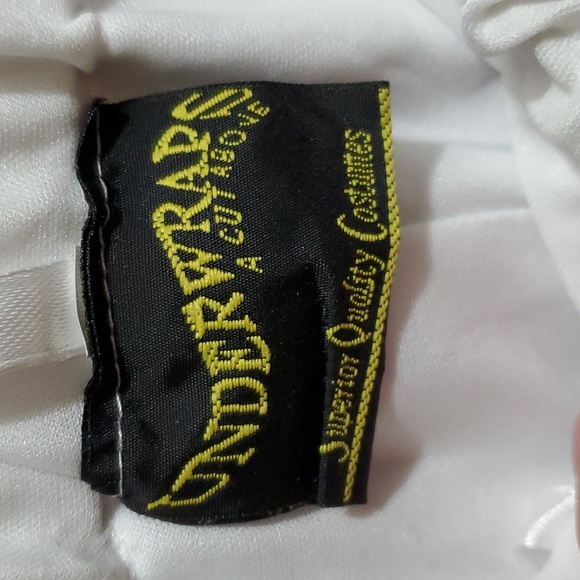 UNDERWRAPS
A CUT ABOVE
Superior Quality Costumes